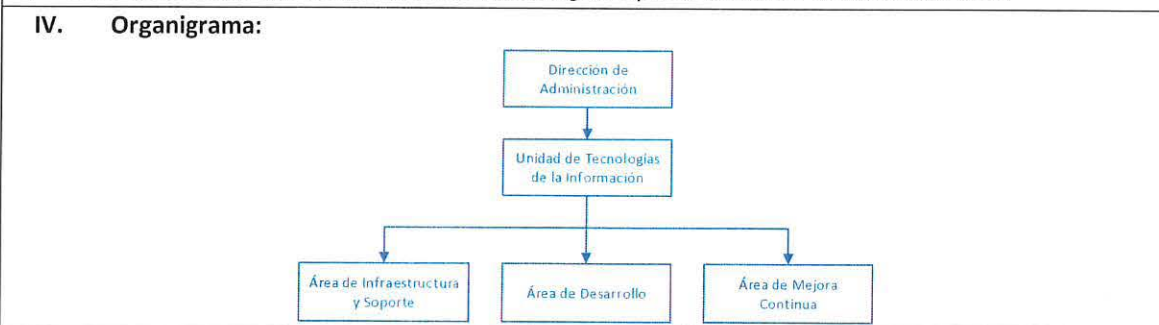 IV. Organigrama:
Dirección de
Administración
Unidad de Tecnologías
de la Información
Área de Infraestructura
y Soporte
Área de Desarrollo
Área de Mejora
Continua